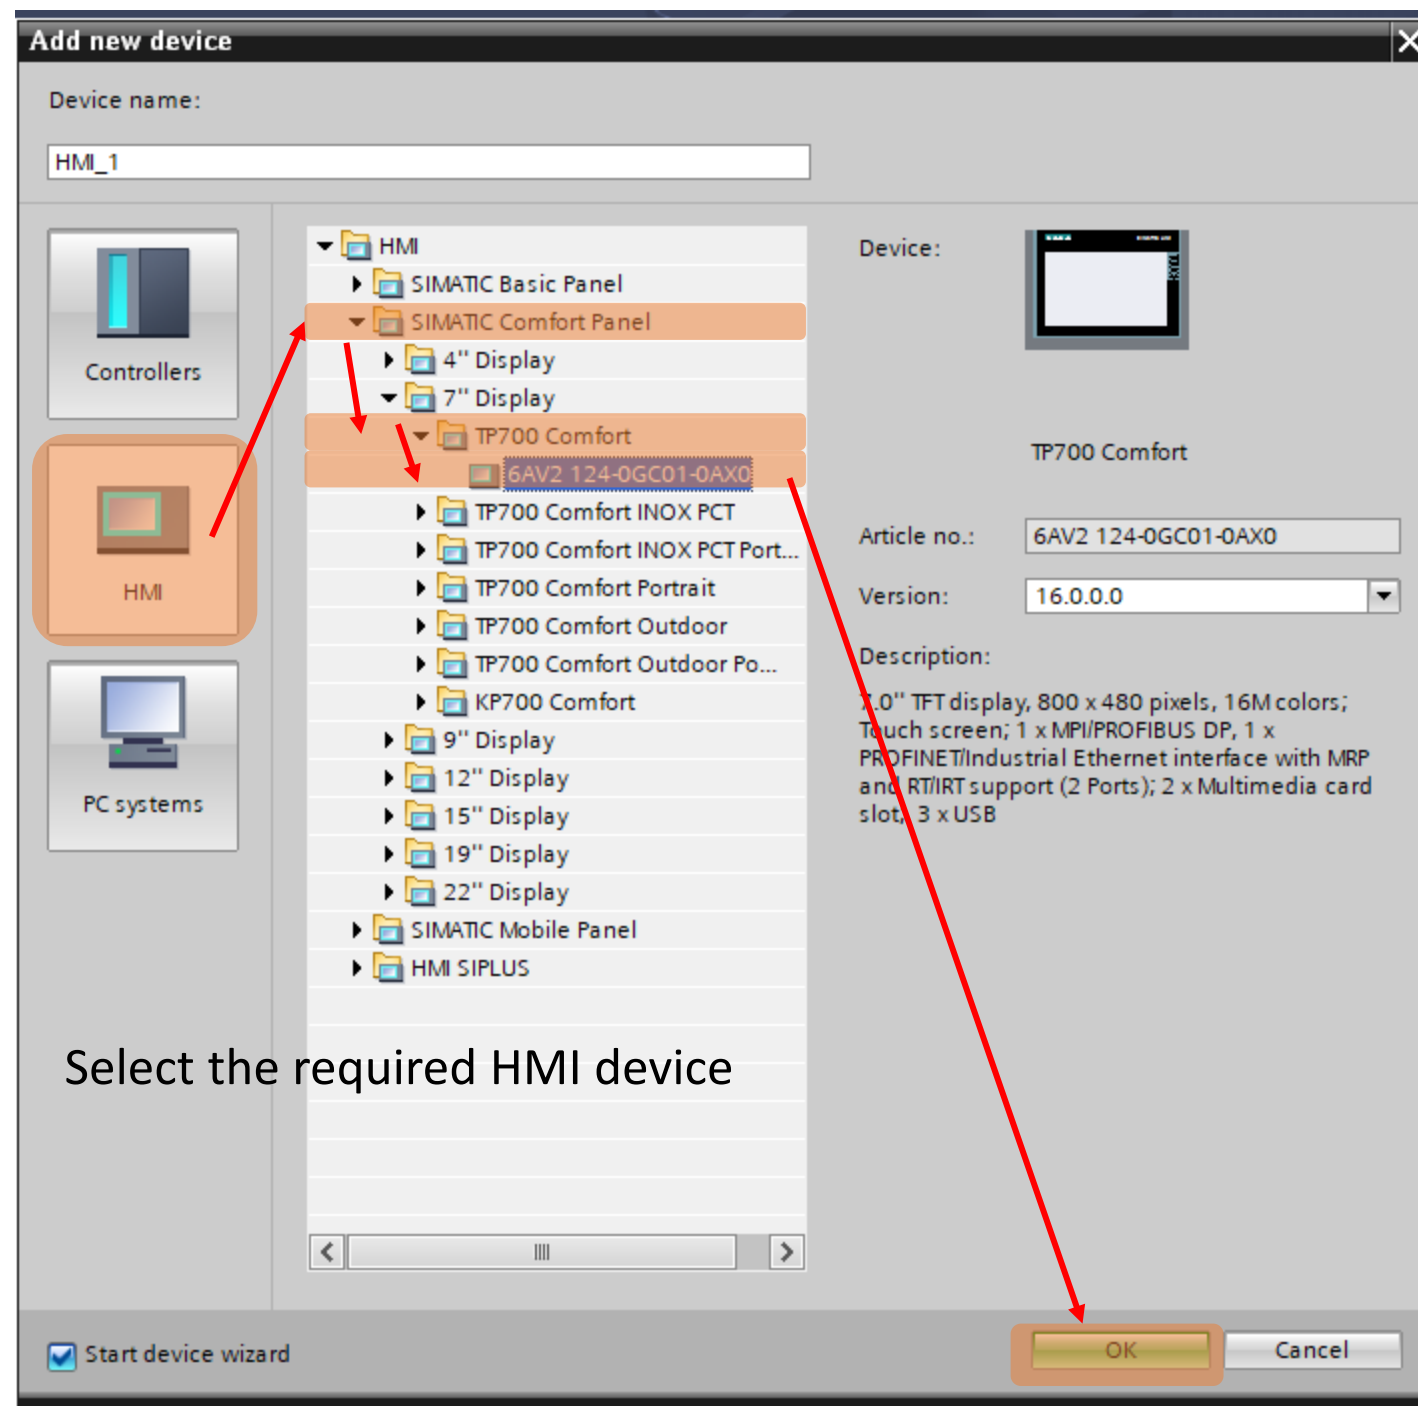 Add new device
Device name:
HMI_1
Controllers
HMI
PC systems
HMI
SIMATIC Basic Panel
SIMATIC Comfort Panel
4'' Display
7'' Display
TP700 Comfort
6AV2 124-0GC01-0AX0
TP700 Comfort INOX PCT
TP700 Comfort INOX PCT Port...
TP700 Comfort Portrait
TP700 Comfort Outdoor
TP700 Comfort Outdoor Po...
KP700 Comfort
9'' Display
12'' Display
15'' Display
19'' Display
22'' Display
SIMATIC Mobile Panel
HMI SIPLUS
Select the required HMI device
Device:
TP700 Comfort
Article no.: 6AV2 124-0GC01-0AX0
Version: 16.0.0.0
Description:
7.0'' TFT display, 800 x 480 pixels, 16M colors;
Touch screen; 1 x MPI/PROFIBUS DP, 1 x
PROFINET/Industrial Ethernet interface with MRP
and RT/IRT support (2 Ports); 2 x Multimedia card
slot; 3 x USB
Start device wizard
OK
Cancel